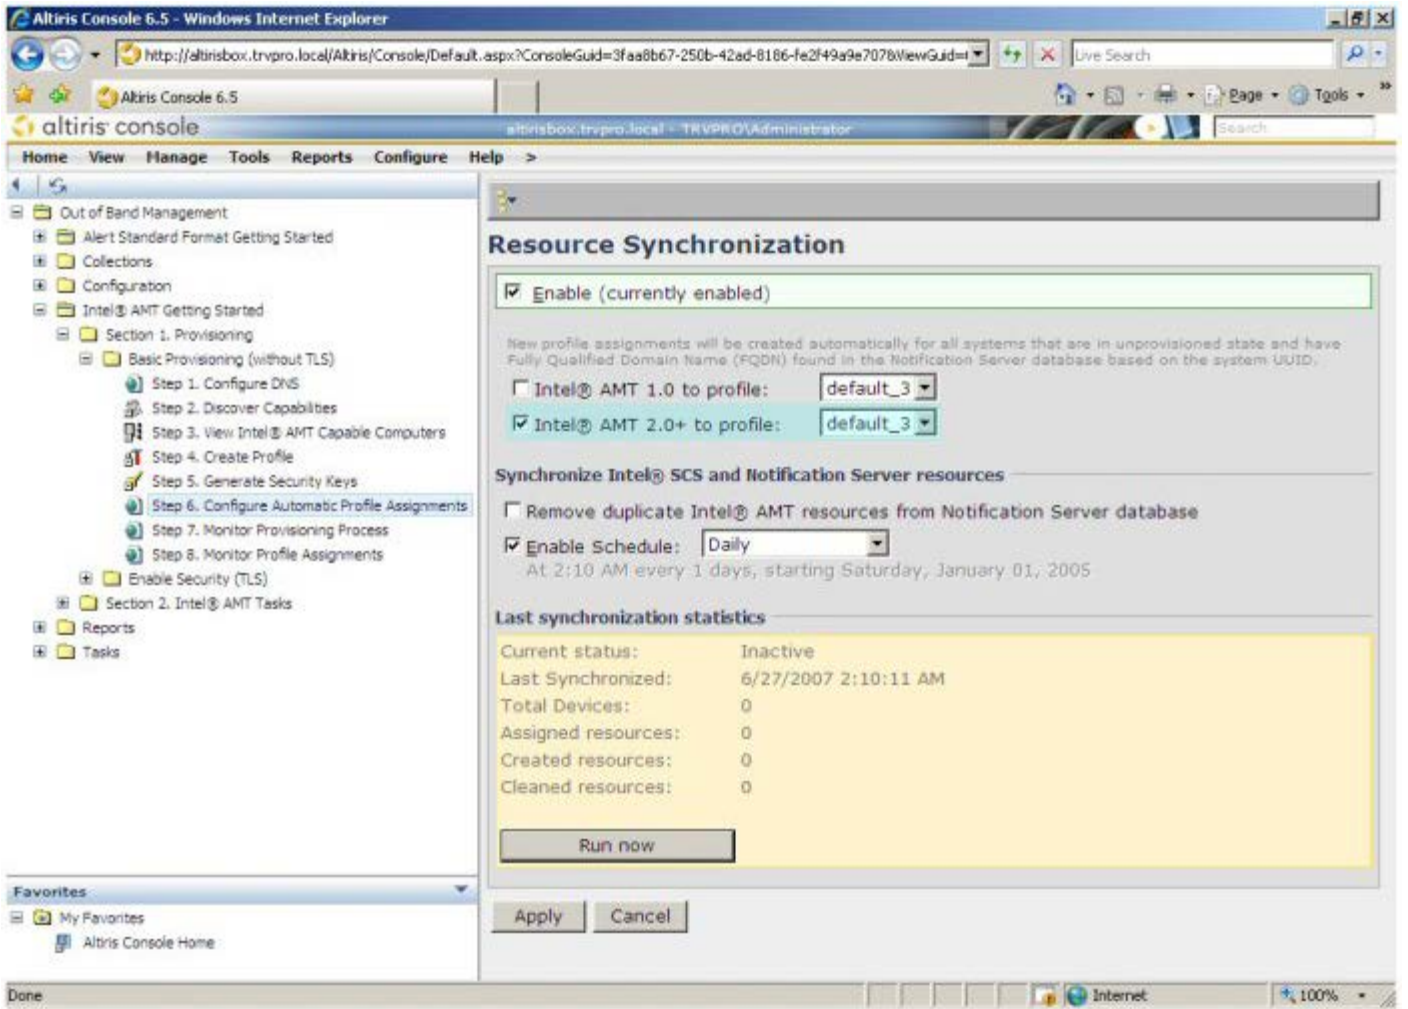 Altiris Console 6.5 - Windows Internet Explorer
http://altirisbox.trvpro.local/Altiris/Console/Default.aspx?ConsoleGuid=3faa8b67-250b-42ad-8186-fe2f49a9e707&ViewGuid=
Live Search
Altiris Console 6.5
Page
Tools
altiris console
altirisbox.trvpro.local - TRVPRO\Administrator
Search
Home View Manage Tools Reports Configure Help >
Out of Band Management
Alert Standard Format Getting Started
Collections
Configuration
Intel® AMT Getting Started
Section 1. Provisioning
Basic Provisioning (without TLS)
Step 1. Configure DNS
Step 2. Discover Capabilities
Step 3. View Intel® AMT Capable Computers
Step 4. Create Profile
Step 5. Generate Security Keys
Step 6. Configure Automatic Profile Assignments
Step 7. Monitor Provisioning Process
Step 8. Monitor Profile Assignments
Enable Security (TLS)
Section 2. Intel® AMT Tasks
Reports
Tasks
Favorites
My Favorites
Altiris Console Home
Resource Synchronization
Enable (currently enabled)
New profile assignments will be created automatically for all systems that are in unprovisioned state and have
Fully Qualified Domain Name (FQDN) found in the Notification Server database based on the system UUID.
Intel® AMT 1.0 to profile: default_3
Intel® AMT 2.0+ to profile: default_3
Synchronize Intel® SCS and Notification Server resources
Remove duplicate Intel® AMT resources from Notification Server database
Enable Schedule: Daily
At 2:10 AM every 1 days, starting Saturday, January 01, 2005
Last synchronization statistics
Current status: Inactive
Last Synchronized: 6/27/2007 2:10:11 AM
Total Devices: 0
Assigned resources: 0
Created resources: 0
Cleaned resources: 0
Run now
Apply Cancel
Done
Internet
100%